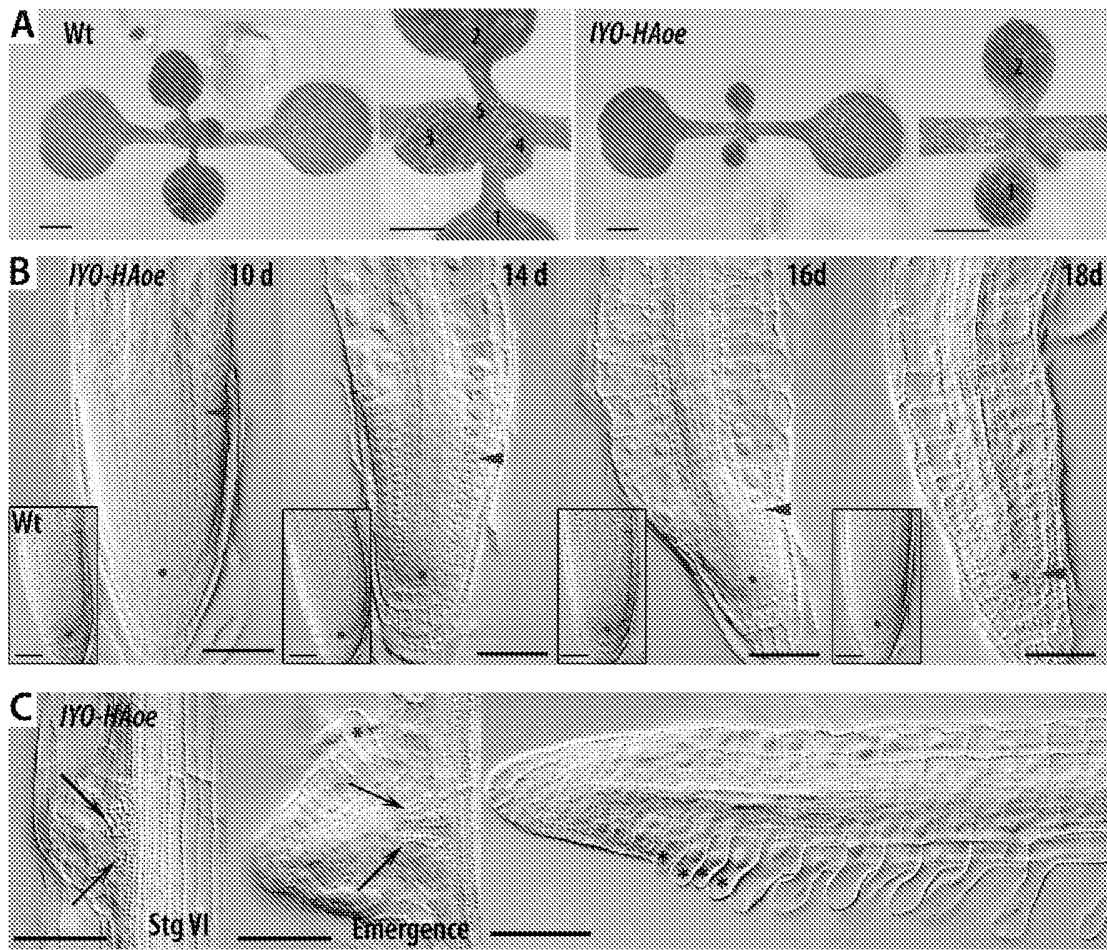 A Wt IYO-HAoe
2 2
5
3 4
1 1
B IYO-HAoe 10 d 14 d 16d 18d
*
Wt
* * * * * * *
C IYO-HAoe
*
* * * *
Stg VI Emergence